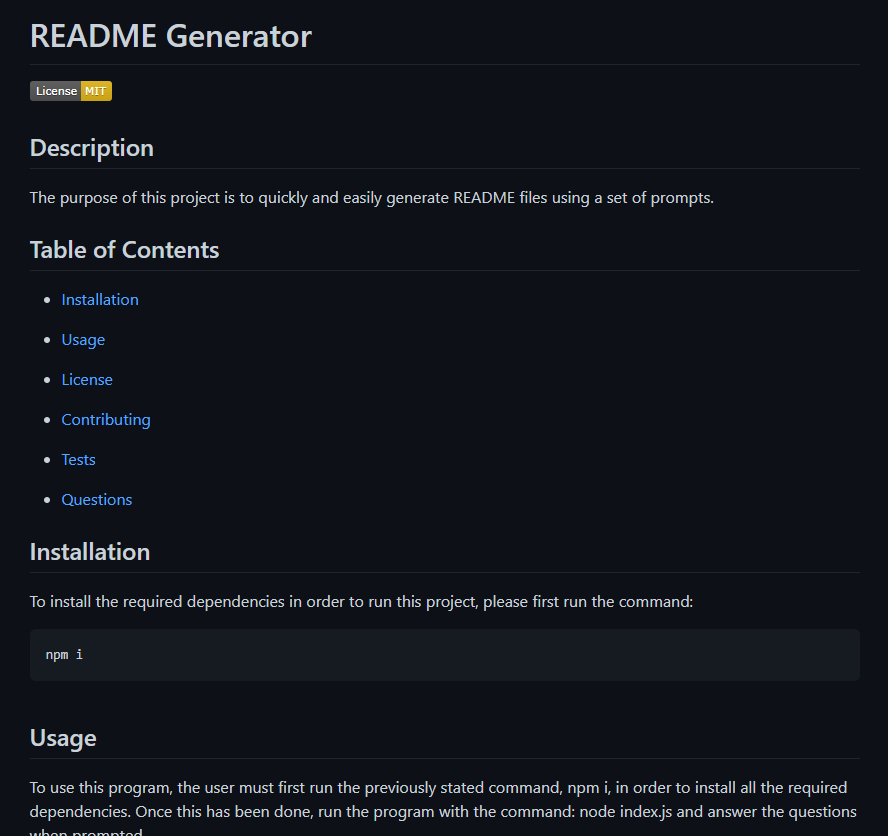 README Generator
License MIT
Description
The purpose of this project is to quickly and easily generate README files using a set of prompts.
Table of Contents
Installation
Usage
License
Contributing
Tests
Questions
Installation
To install the required dependencies in order to run this project, please first run the command:
npm i
Usage
To use this program, the user must first run the previously stated command, npm i, in order to install all the required
dependencies. Once this has been done, run the program with the command: node index.js and answer the questions
when prompted.